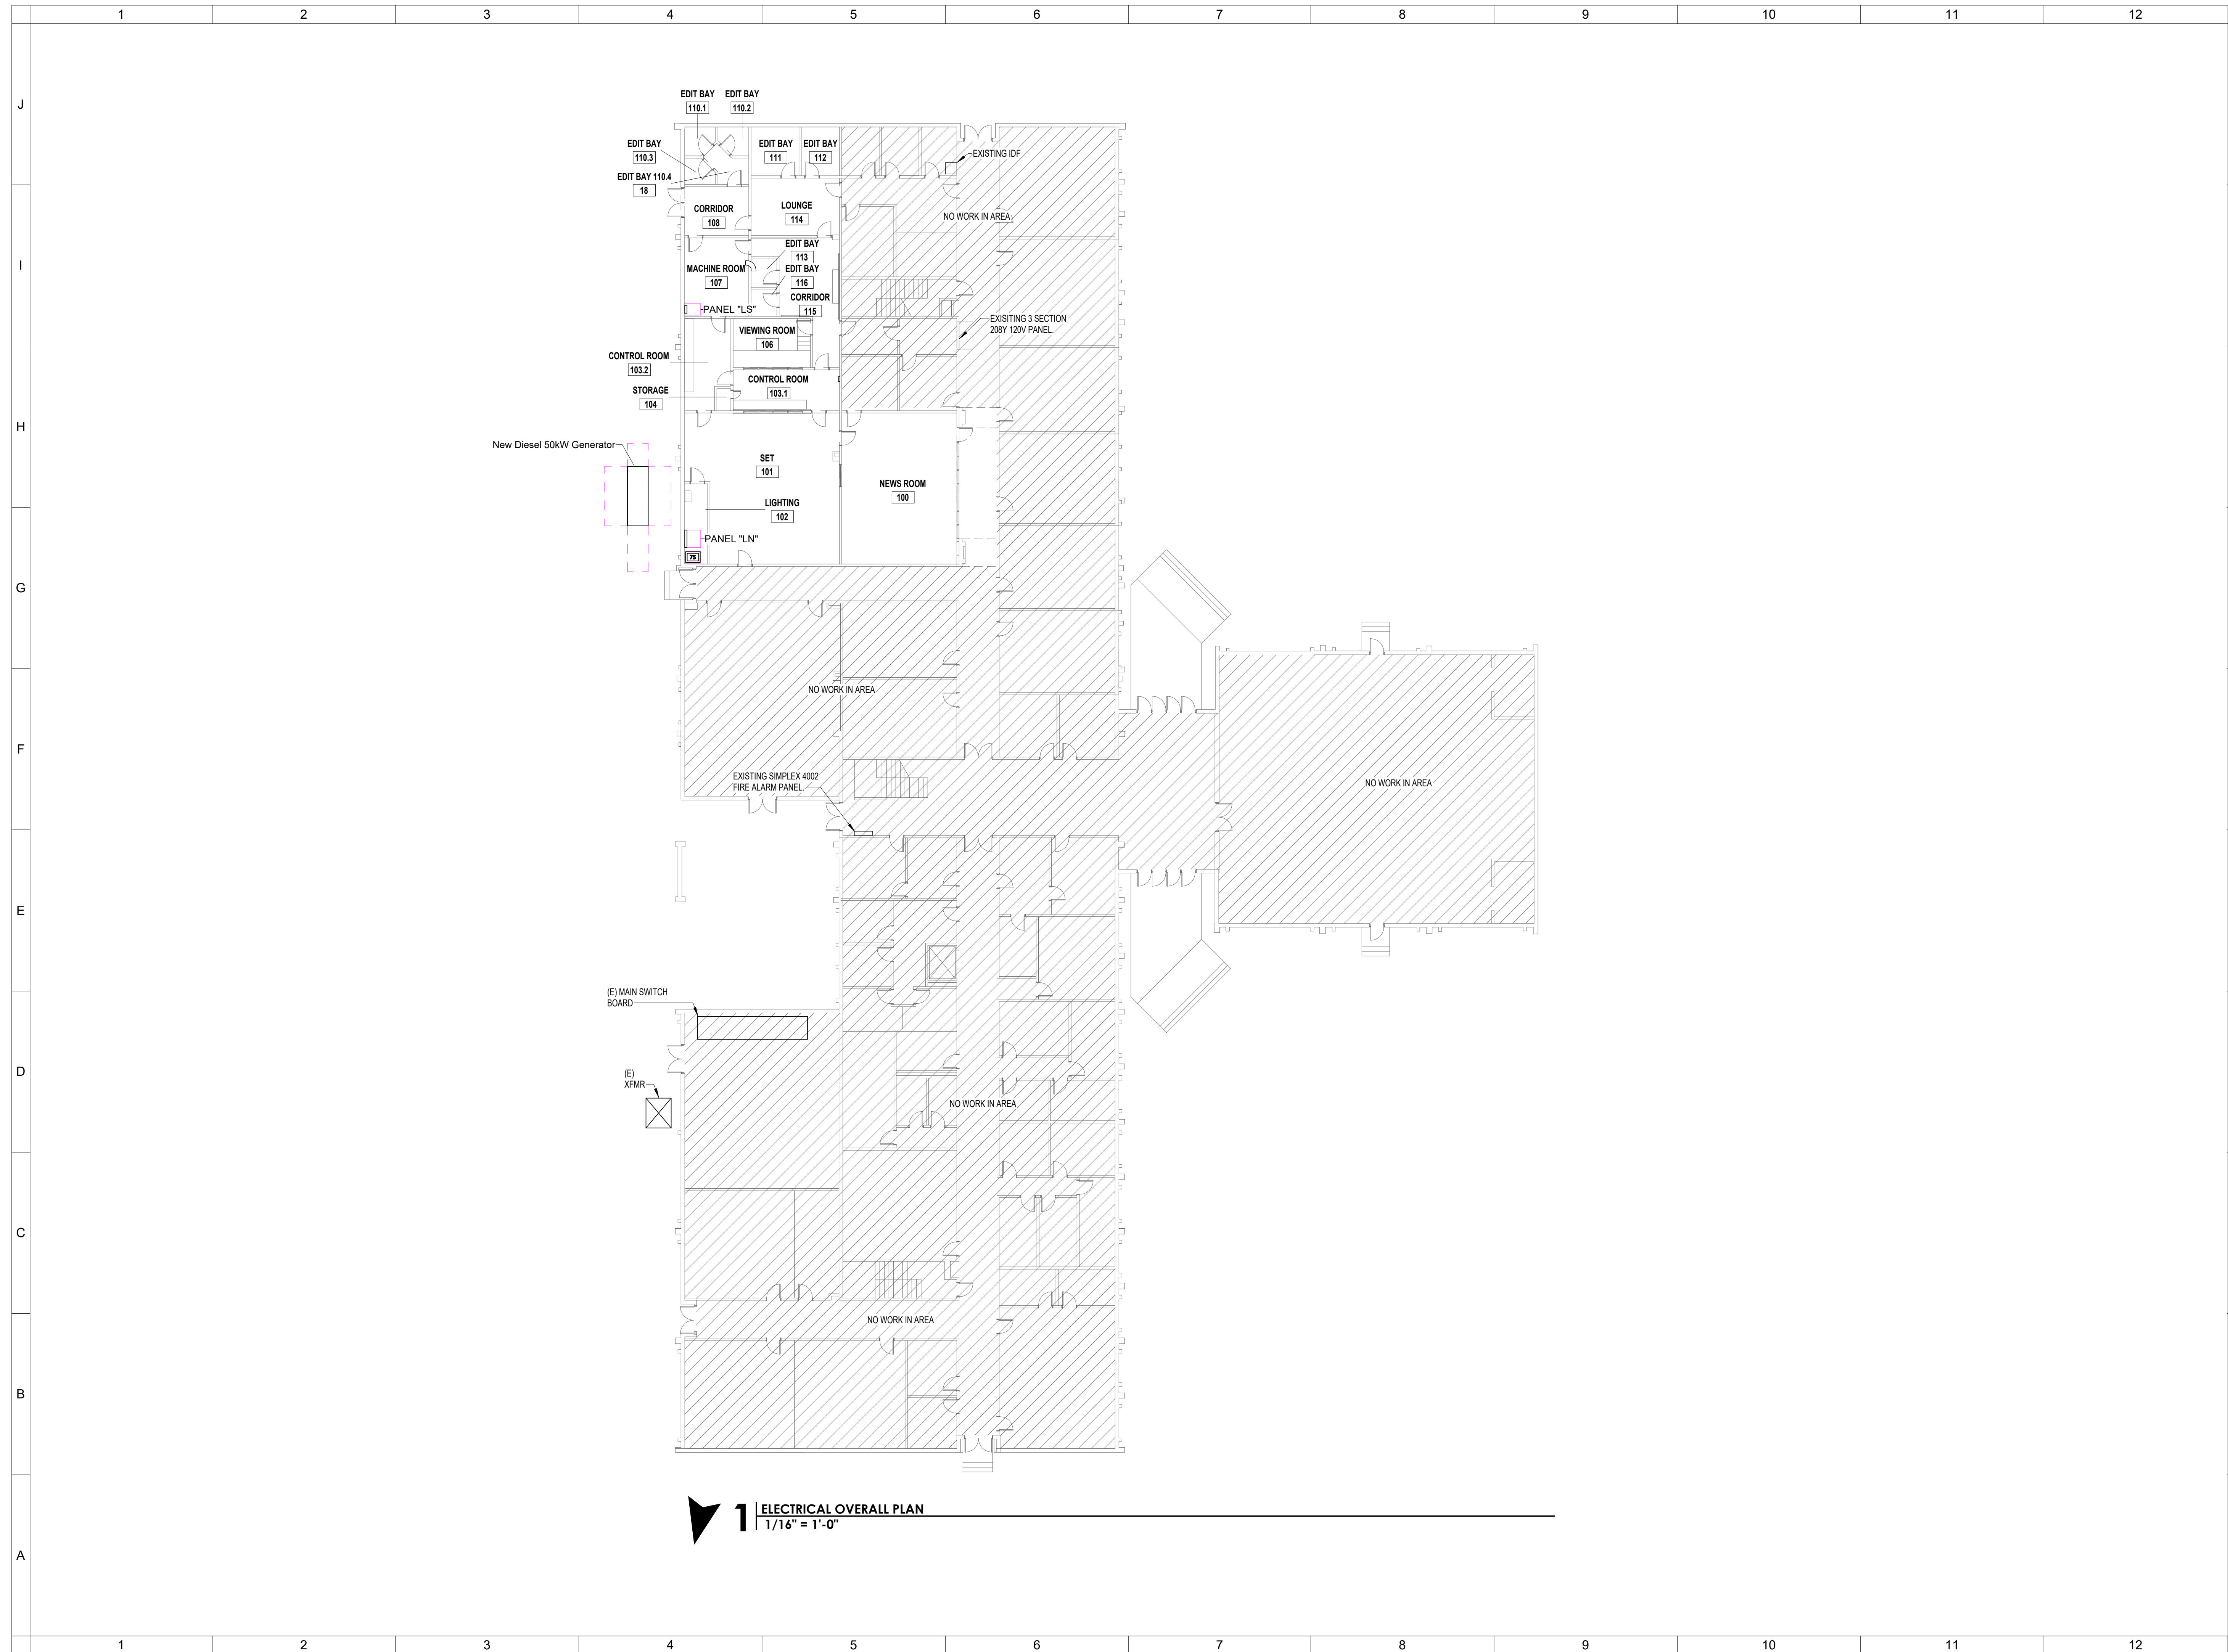 1 2 3 4 5 6 7 8 9 10 11 12
J
EDIT BAY
110.1
EDIT BAY
110.2
EDIT BAY
110.3
EDIT BAY
111
EDIT BAY
112
EXISTING IDF
EDIT BAY 110.4
18
I
CORRIDOR
108
LOUNGE
114
NO WORK IN AREA
EDIT BAY
113
MACHINE ROOM
107
EDIT BAY
116
CORRIDOR
115
PANEL "LS"
VIEWING ROOM
106
EXISITING 3 SECTION
208Y 120V PANEL.
H
CONTROL ROOM
103.2
CONTROL ROOM
103.1
STORAGE
104
New Diesel 50kW Generator
SET
101
NEWS ROOM
100
LIGHTING
102
PANEL "LN"
75
G
NO WORK IN AREA
F
EXISTING SIMPLEX 4002
FIRE ALARM PANEL.
NO WORK IN AREA
E
(E) MAIN SWITCH
BOARD
D
(E)
XFMR
NO WORK IN AREA
C
NO WORK IN AREA
B
1
ELECTRICAL OVERALL PLAN
1/16" = 1'-0"
A
1 2 3 4 5 6 7 8 9 10 11 12